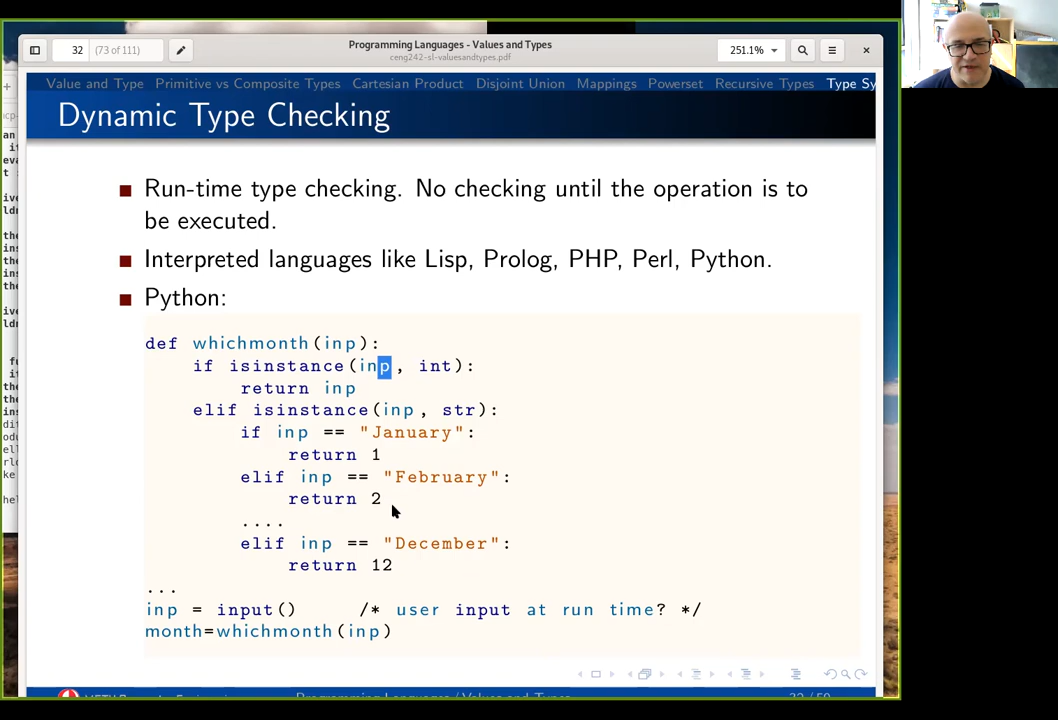 32 (73 of 111)
Programming Languages - Values and Types
ceng242-sl-valuesandtypes.pdf
251.1%
Value and Type Primitive vs Composite Types Cartesian Product Disjoint Union Mappings Powerset Recursive Types Type Sy
Dynamic Type Checking
Run-time type checking. No checking until the operation is to
be executed.
Interpreted languages like Lisp, Prolog, PHP, Perl, Python.
Python:
def whichmonth(inp):
if isinstance(inp, int):
return inp
elif isinstance(inp, str):
if inp == "January":
return 1
elif inp == "February":
return 2
....
elif inp == "December":
return 12
...
inp = input() /* user input at run time? */
month=whichmonth(inp)
Programming Languages / Values and Types